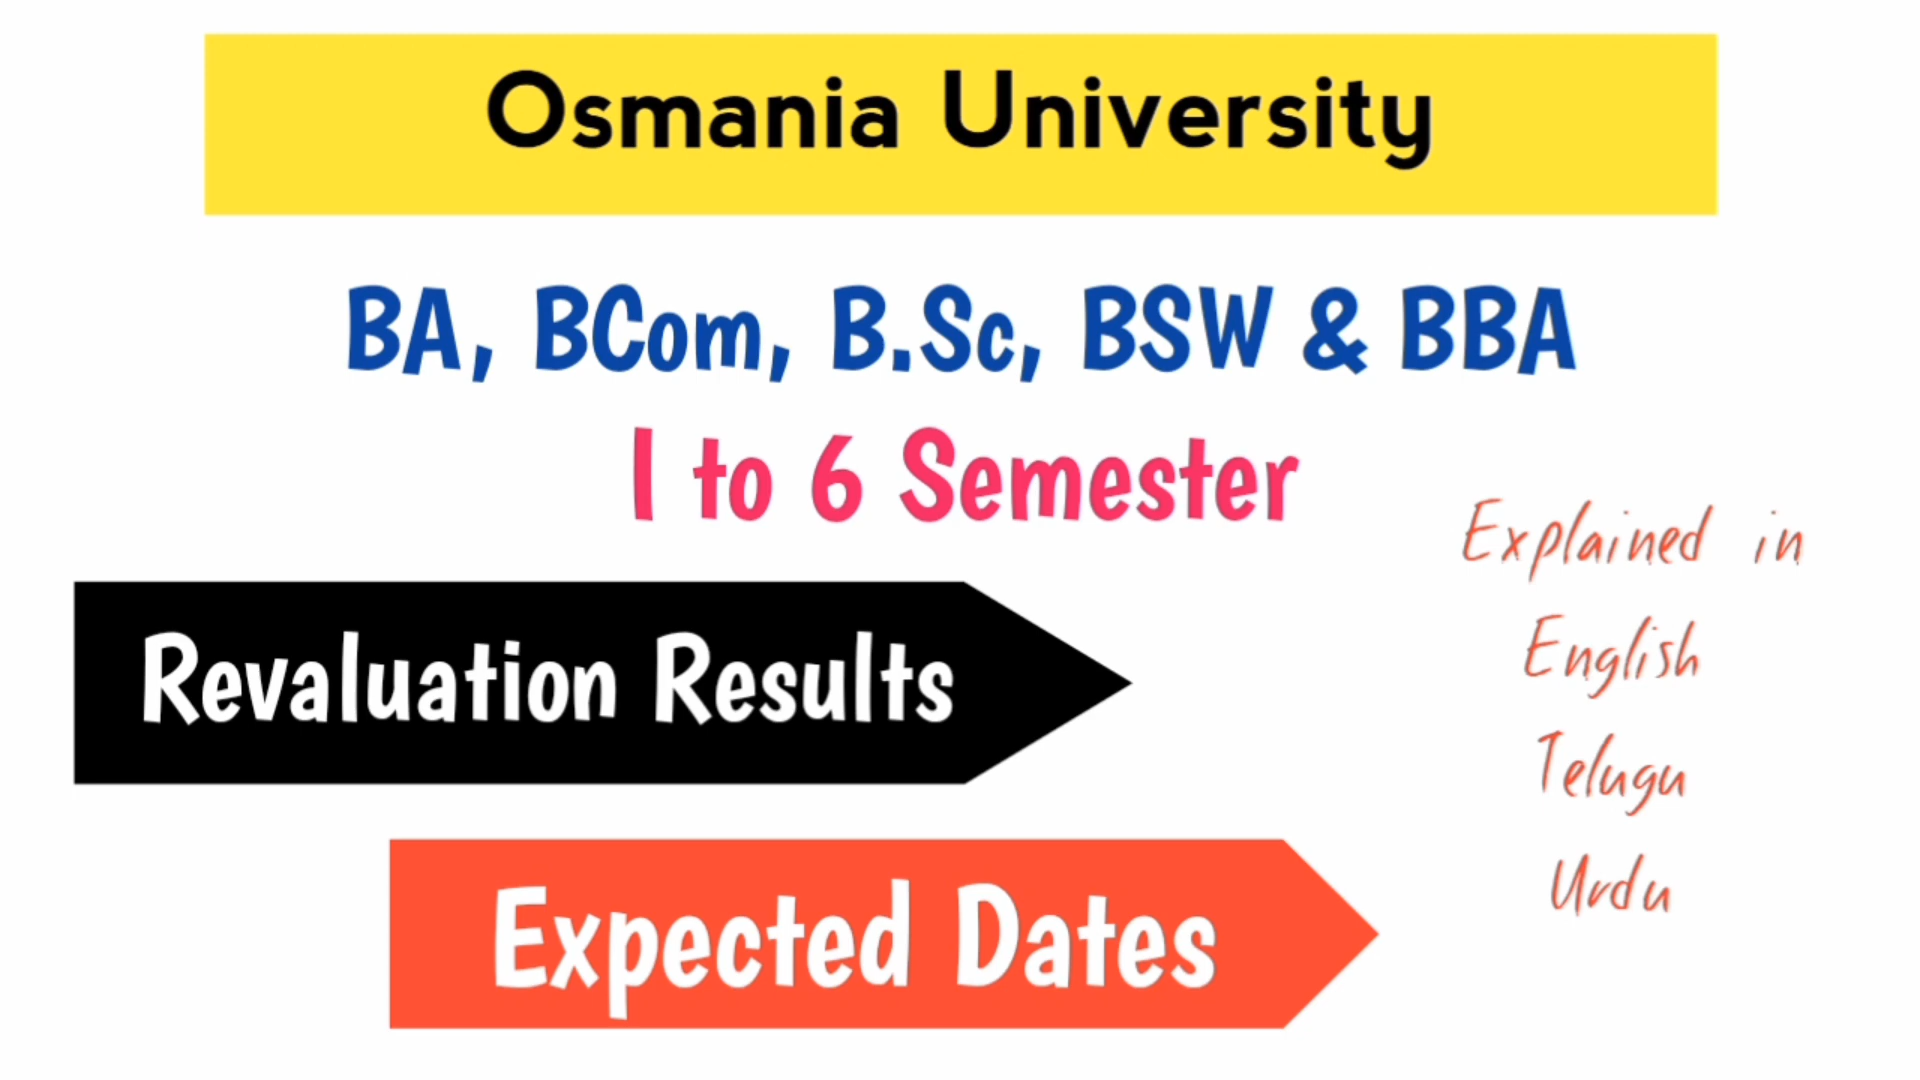 Osmania University
BA, BCom, B.Sc, BSW & BBA
1 to 6 Semester
Explained in
English
Telugu
Urdu
Revaluation Results
Expected Dates